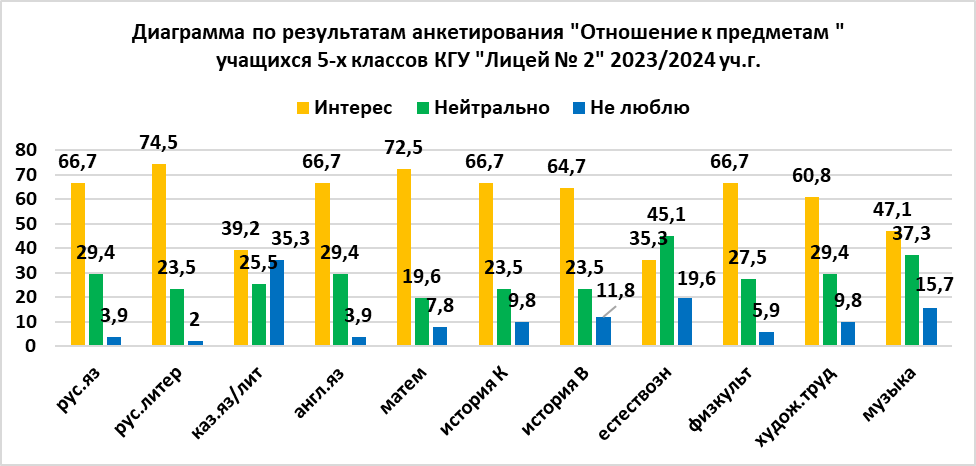 Диаграмма по результатам анкетирования "Отношение к предметам "
учащихся 5-х классов КГУ "Лицей № 2" 2023/2024 уч.г.
Интерес Нейтрально Не люблю
80
70
60
50
40
30
20
10
0
66,7 29,4 3,9
74,5 23,5 2
39,2 25,5 35,3
66,7 29,4 3,9
72,5 19,6 7,8
66,7 23,5 9,8
64,7 23,5 11,8
35,3 45,1 19,6
66,7 27,5 5,9
60,8 29,4 9,8
47,1 37,3 15,7
рус.яз
рус.литер
каз.яз/лит
англ.яз
матем
история К
история В
естествозн
физкульт
худож.труд
музыка